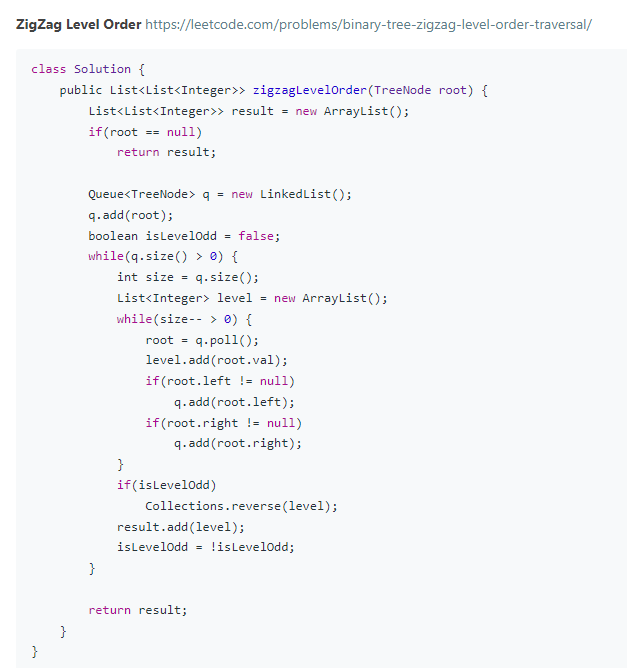 ZigZag Level Order https://leetcode.com/problems/binary-tree-zigzag-level-order-traversal/
class Solution {
    public List<List<Integer>> zigzagLevelOrder(TreeNode root) {
        List<List<Integer>> result = new ArrayList();
        if(root == null)
            return result;

        Queue<TreeNode> q = new LinkedList();
        q.add(root);
        boolean isLevelOdd = false;
        while(q.size() > 0) {
            int size = q.size();
            List<Integer> level = new ArrayList();
            while(size-- > 0) {
                root = q.poll();
                level.add(root.val);
                if(root.left != null)
                    q.add(root.left);
                if(root.right != null)
                    q.add(root.right);
            }
            if(isLevelOdd)
                Collections.reverse(level);
            result.add(level);
            isLevelOdd = !isLevelOdd;
        }

        return result;
    }
}